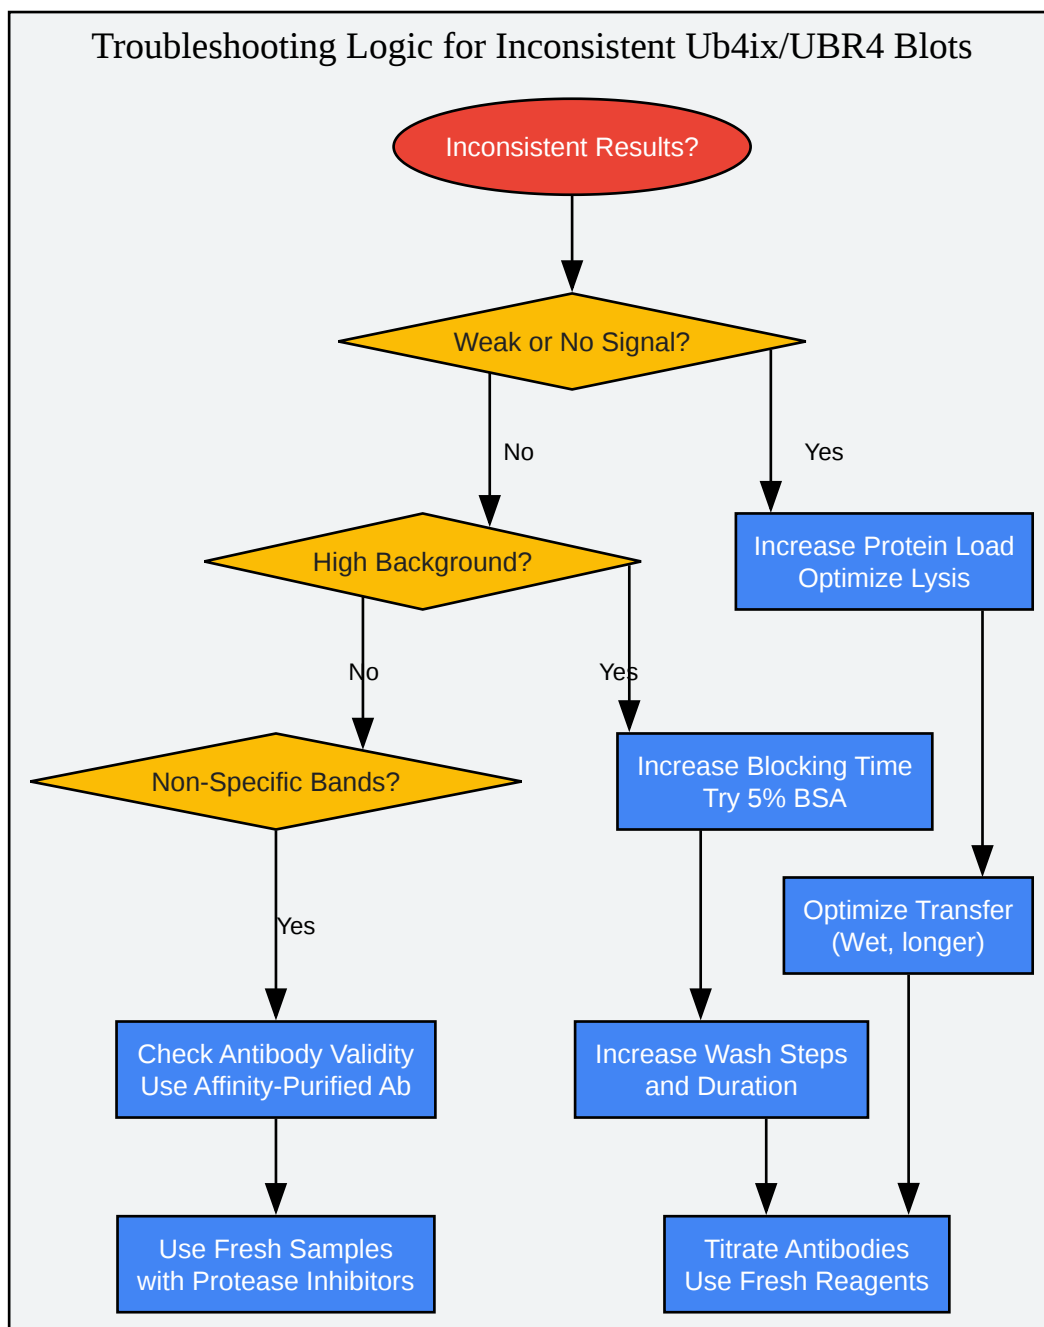 Troubleshooting Logic for Inconsistent Ub4ix/UBR4 Blots
Inconsistent Results?
Weak or No Signal?
No
Yes
High Background?
Increase Protein Load
Optimize Lysis
No
Yes
Non-Specific Bands?
Increase Blocking Time
Try 5% BSA
Optimize Transfer
(Wet, longer)
Yes
Check Antibody Validity
Use Affinity-Purified Ab
Increase Wash Steps
and Duration
Use Fresh Samples
with Protease Inhibitors
Titrate Antibodies
Use Fresh Reagents